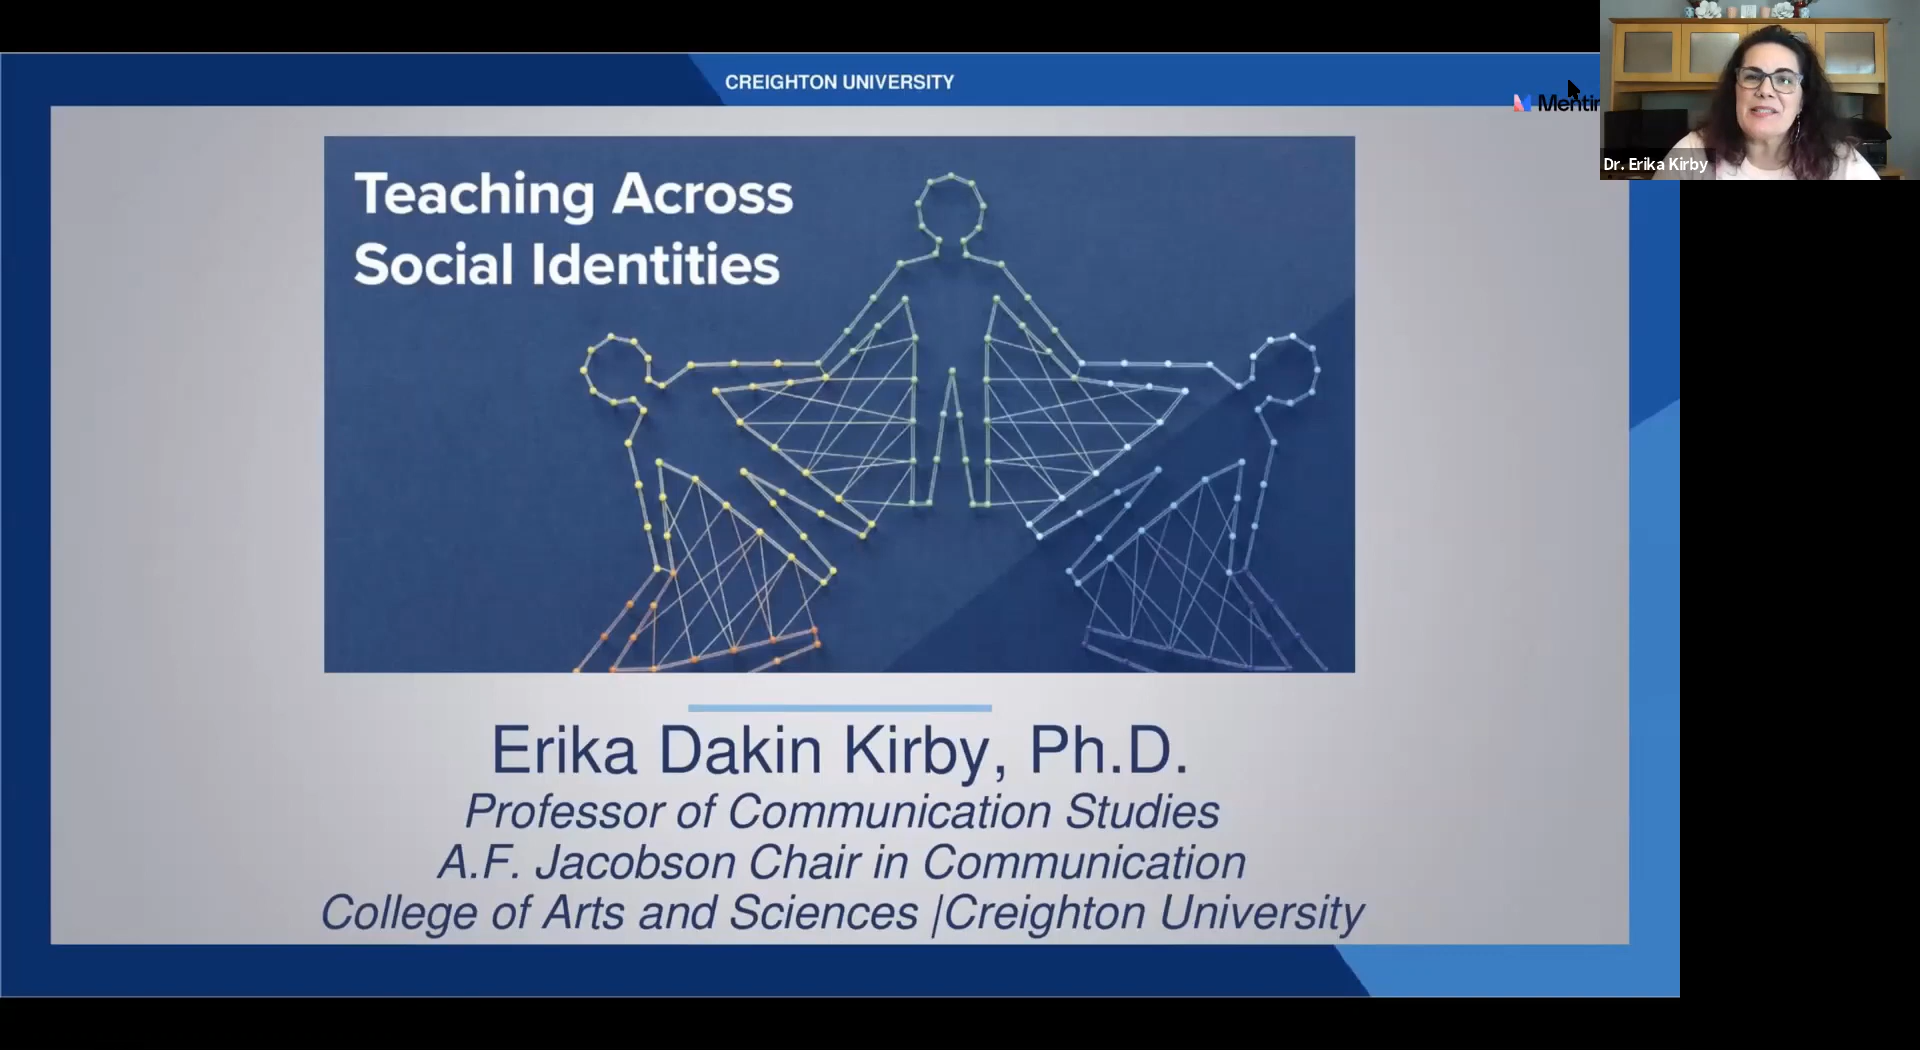 CREIGHTON UNIVERSITY
Teaching Across
Social Identities
Dr. Erika Kirby
Erika Dakin Kirby, Ph.D.
Professor of Communication Studies
A.F. Jacobson Chair in Communication
College of Arts and Sciences |Creighton University